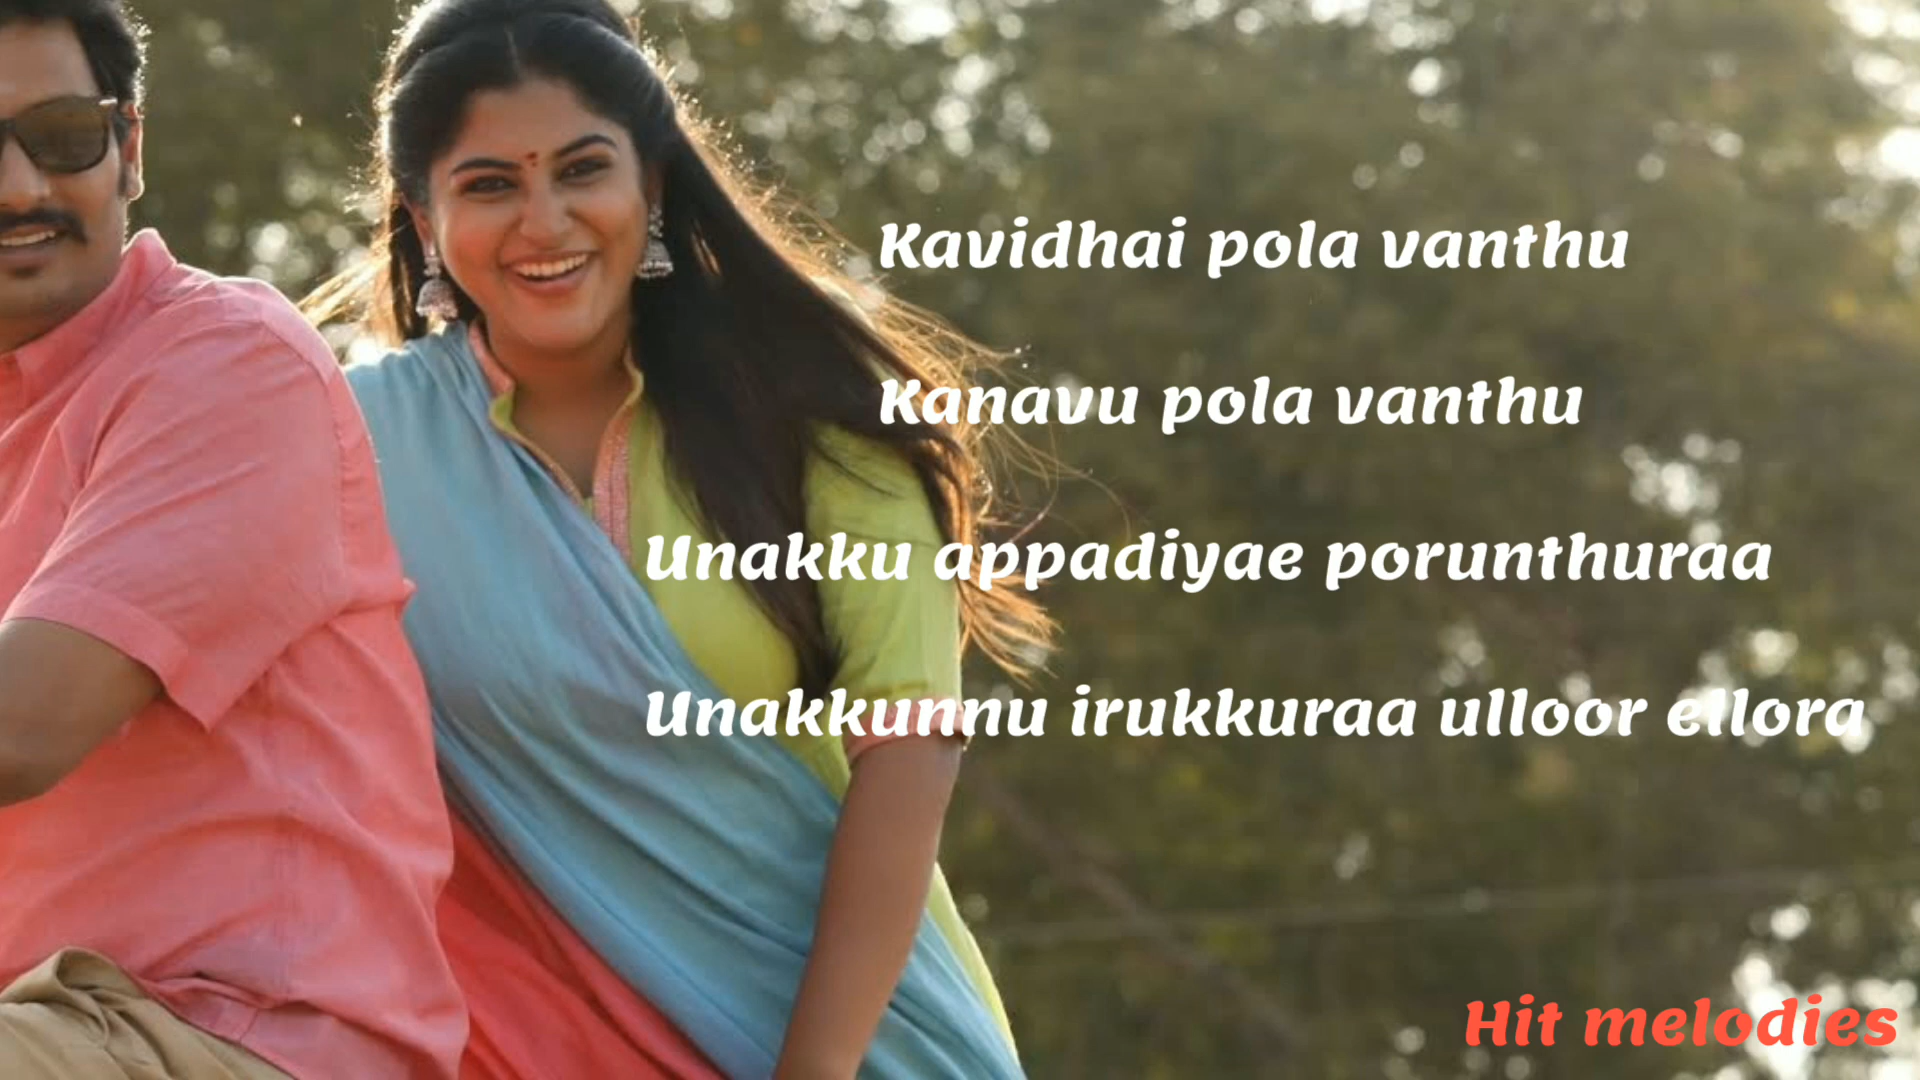 Kavidhai pola vanthu
Kanavu pola vanthu
Unakku appadiyae porunthuraa
Unakkunnu irukkuraa ulloor ellora
Hit melodies